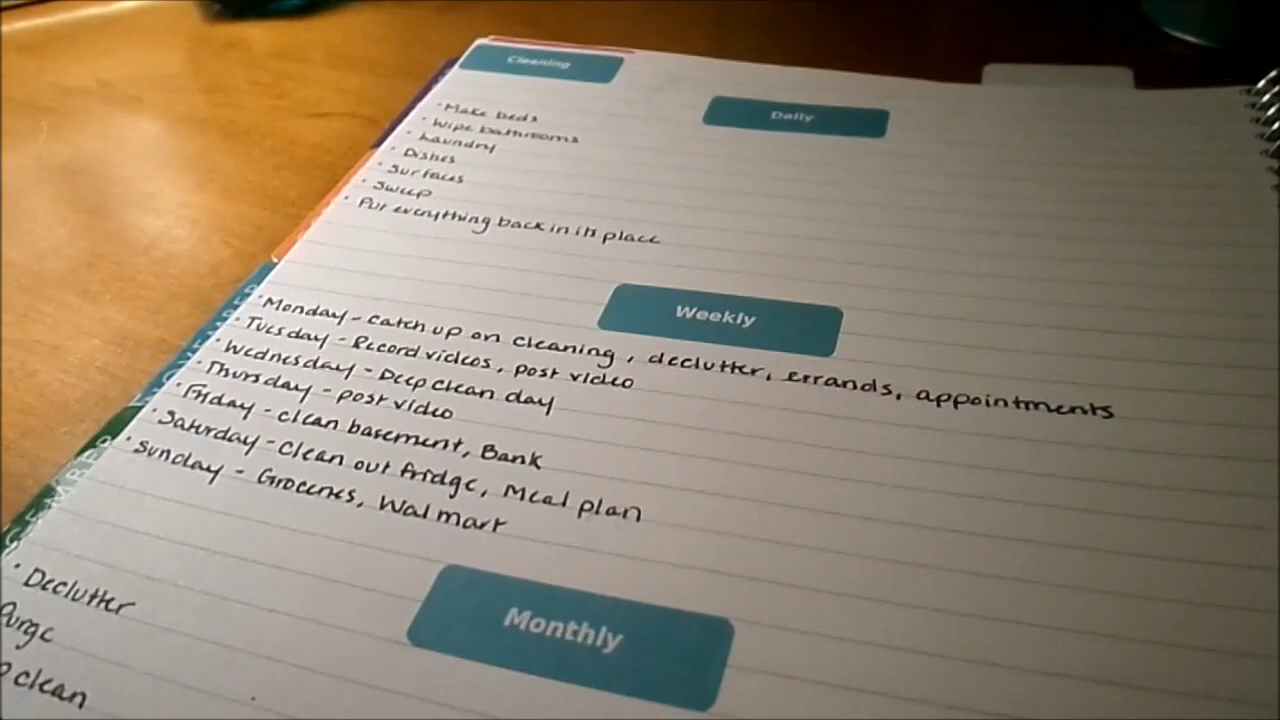 Cleaning
Daily
· Make beds
· Wipe bathrooms
· Laundry
· Dishes
· Surfaces
· Sweep
· Put everything back in its place
Weekly
· Monday - catch up on cleaning, declutter, errands, appointments
· Tuesday - Record videos, post video
· Wednesday - Deep clean day
· Thursday - post video
· Friday - clean basement, Bank
· Saturday - Clean out fridge, Meal plan
· Sunday - Groceries, Walmart
Monthly
· Declutter
Purge
clean